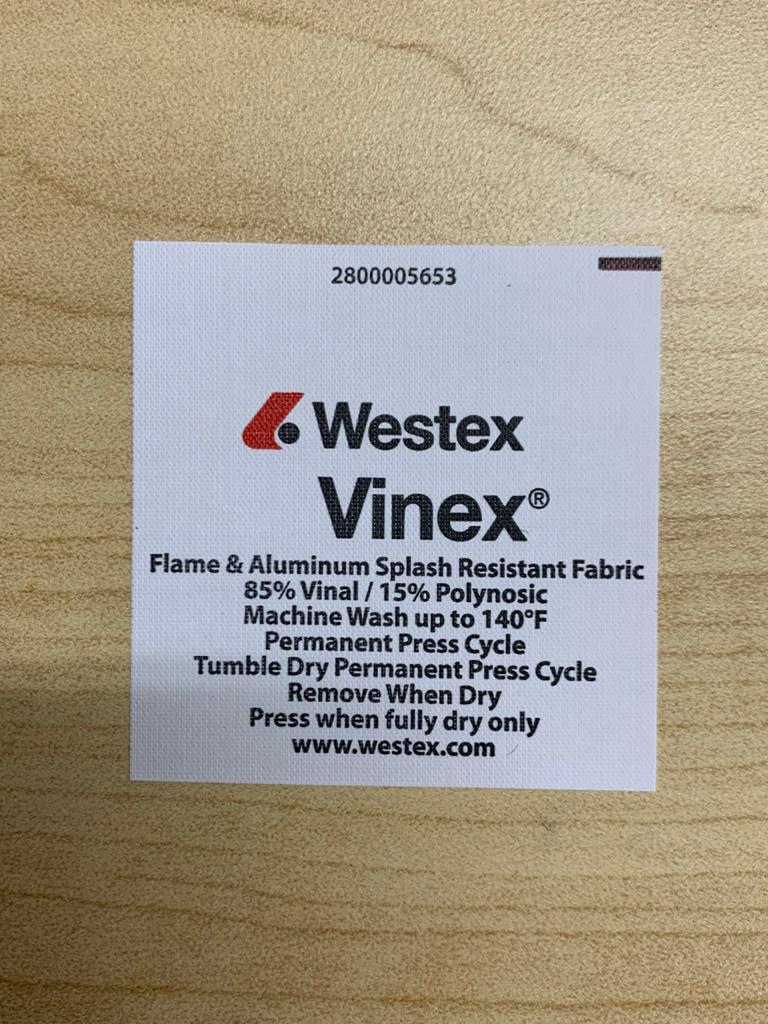 2800005653
Westex
Vinex®
Flame & Aluminum Splash Resistant Fabric
85% Vinal / 15% Polynosic
Machine Wash up to 140°F
Permanent Press Cycle
Tumble Dry Permanent Press Cycle
Remove When Dry
Press when fully dry only
www.westex.com